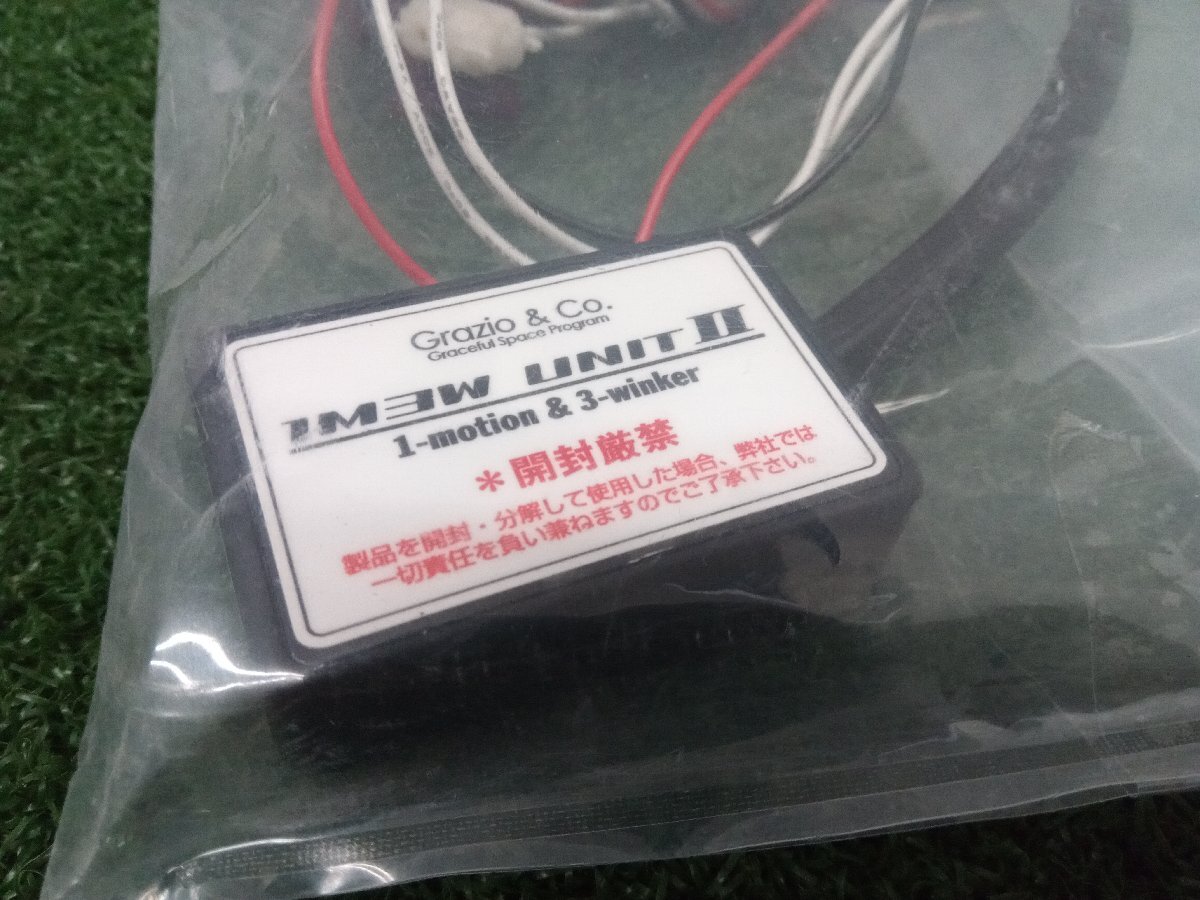 Grazio & Co.
Graceful Space Program
1M3W UNIT II
1-motion & 3-winker
＊開封厳禁
製品を開封・分解して使用した場合、弊社では
一切責任を負い兼ねますのでご了承下さい。